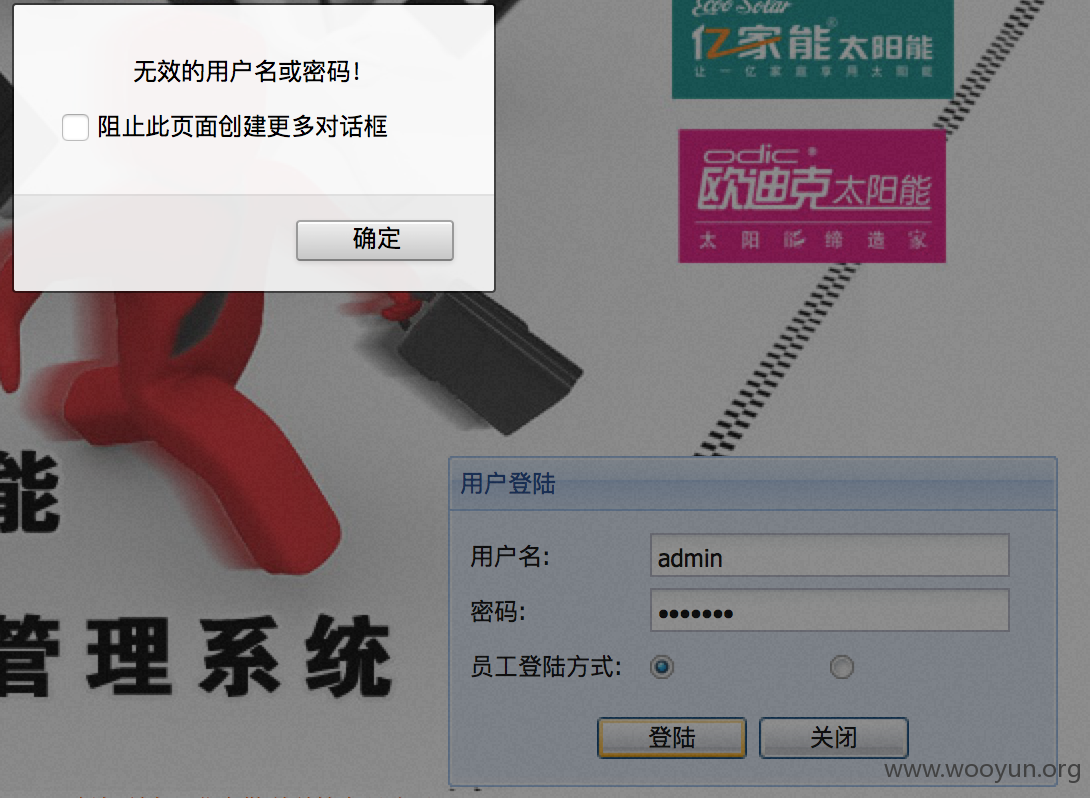 无效的用户名或密码!
阻止此页面创建更多对话框
确定
Ecoo Solar
亿家能®太阳能
让一亿家庭享用太阳能
odic®
欧迪克太阳能
太阳能缔造家
能
管理系统
用户登陆
用户名:
admin
密码:
•••••••
员工登陆方式:
登陆
关闭
www.wooyun.org